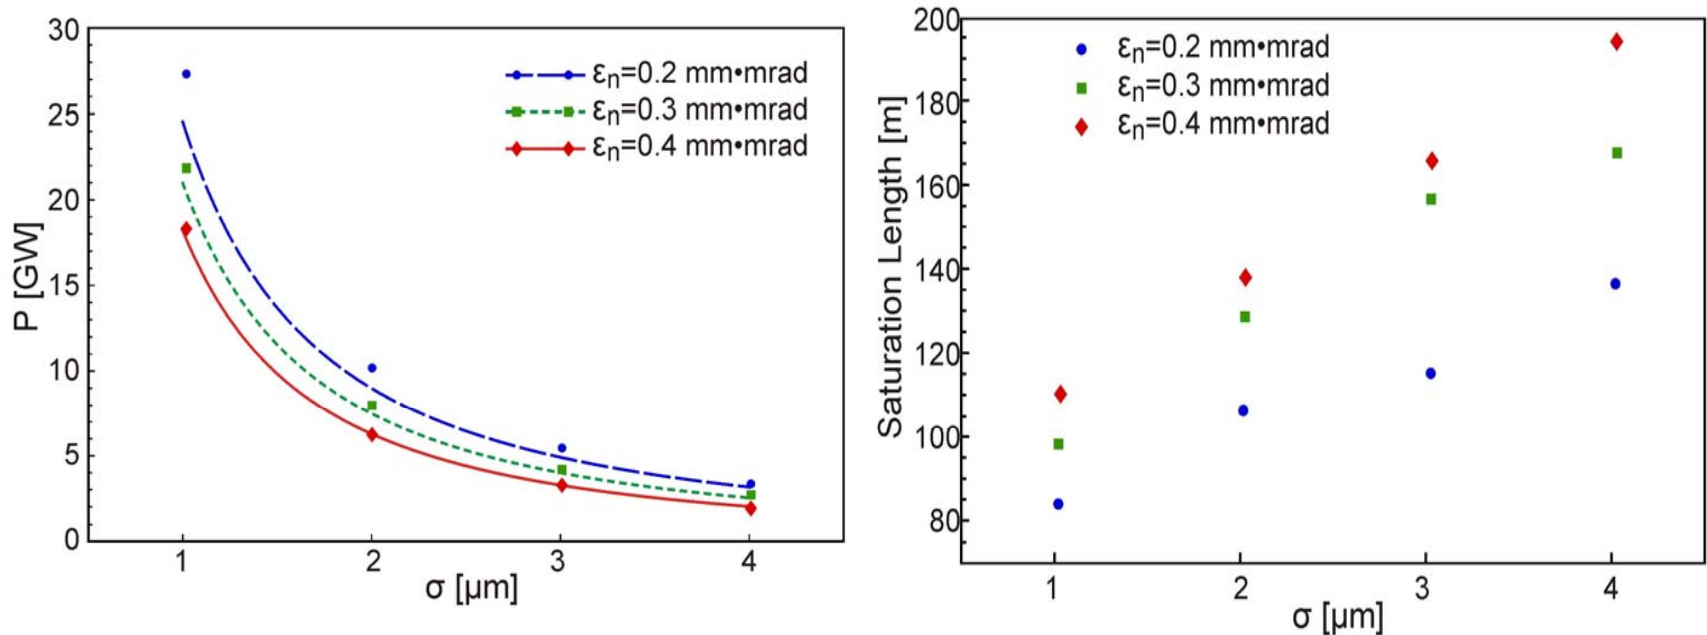 30
25
20
15
10
5
0
P [GW]
εn=0.2 mm•mrad
εn=0.3 mm•mrad
εn=0.4 mm•mrad
1 2 3 4
σ [μm]
200
180
160
140
120
100
80
Saturation Length [m]
εn=0.2 mm•mrad
εn=0.3 mm•mrad
εn=0.4 mm•mrad
1 2 3 4
σ [μm]